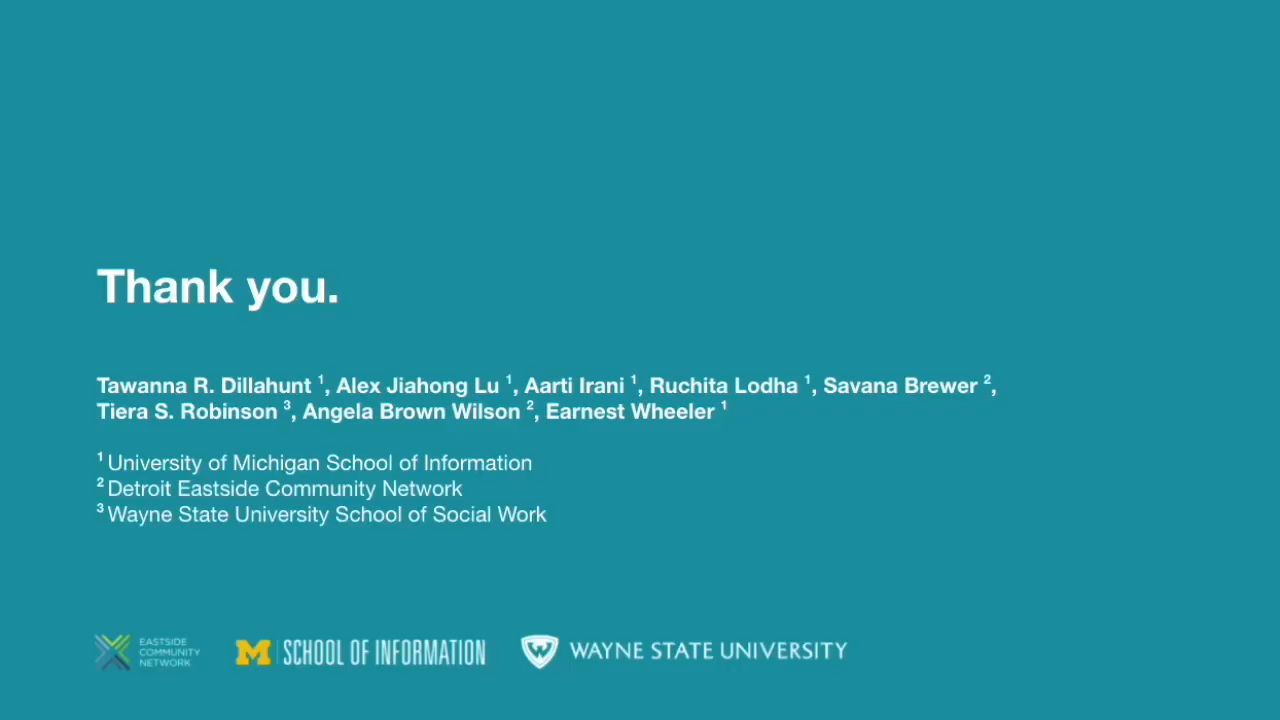 Thank you.
Tawanna R. Dillahunt ¹, Alex Jiahong Lu ¹, Aarti Irani ¹, Ruchita Lodha ¹, Savana Brewer ²,
Tiera S. Robinson ³, Angela Brown Wilson ², Earnest Wheeler ¹
¹ University of Michigan School of Information
² Detroit Eastside Community Network
³ Wayne State University School of Social Work
EASTSIDE
COMMUNITY
NETWORK
M | SCHOOL OF INFORMATION
W WAYNE STATE UNIVERSITY